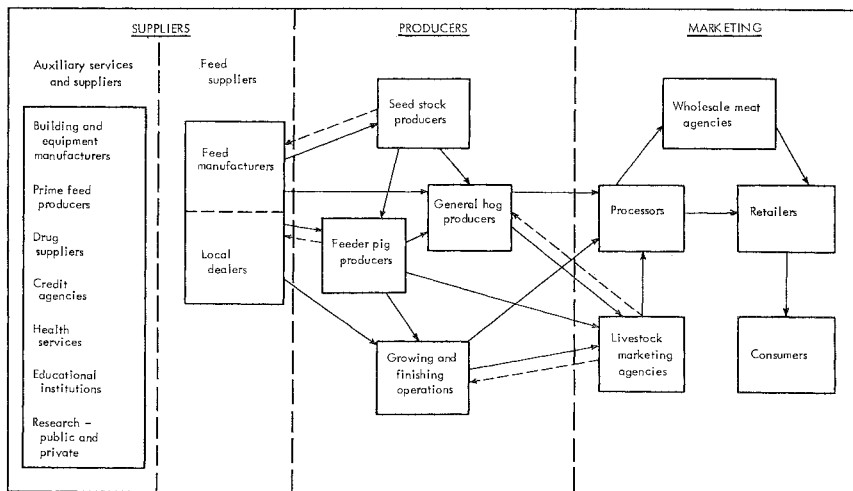 SUPPLIERS
PRODUCERS
MARKETING
Auxiliary services
and suppliers
Building and
equipment
manufacturers
Prime feed
producers
Drug
suppliers
Credit
agencies
Health
services
Educational
institutions
Research –
public and
private
Feed
suppliers
Feed
manufacturers
Local
dealers
Seed stock
producers
General hog
producers
Feeder pig
producers
Growing and
finishing
operations
Wholesale meat
agencies
Processors
Retailers
Livestock
marketing
agencies
Consumers